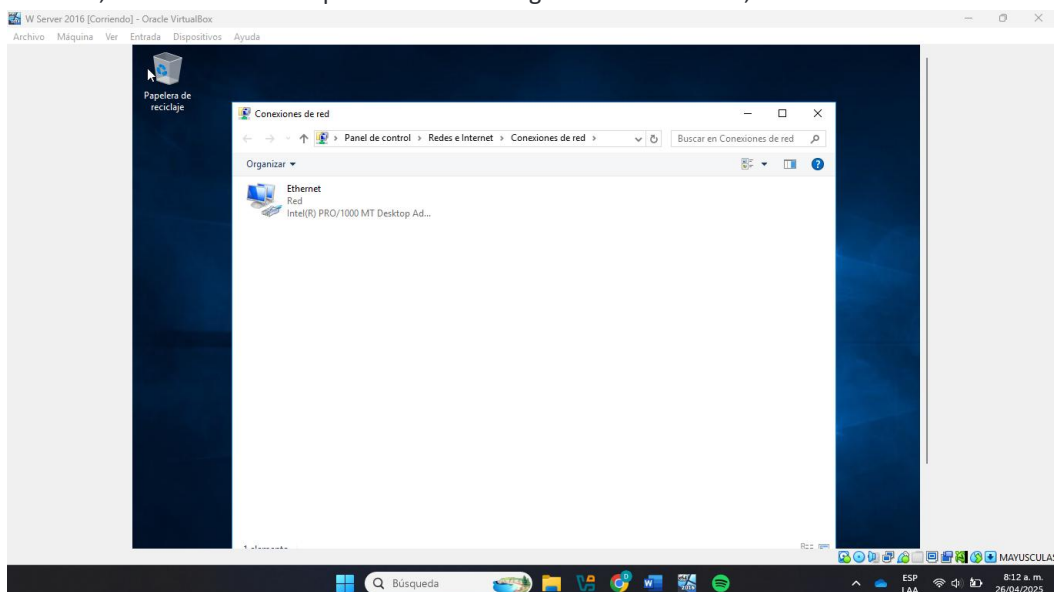 W Server 2016 [Corriendo] - Oracle VirtualBox
Archivo Máquina Ver Entrada Dispositivos Ayuda
Papelera de
reciclaje
Conexiones de red
Panel de control › Redes e Internet › Conexiones de red ›
Buscar en Conexiones de red
Organizar
Ethernet
Red
Intel(R) PRO/1000 MT Desktop Ad...
MAYUSCULAS
Búsqueda
ESP
LAA
8:12 a. m.
26/04/2025